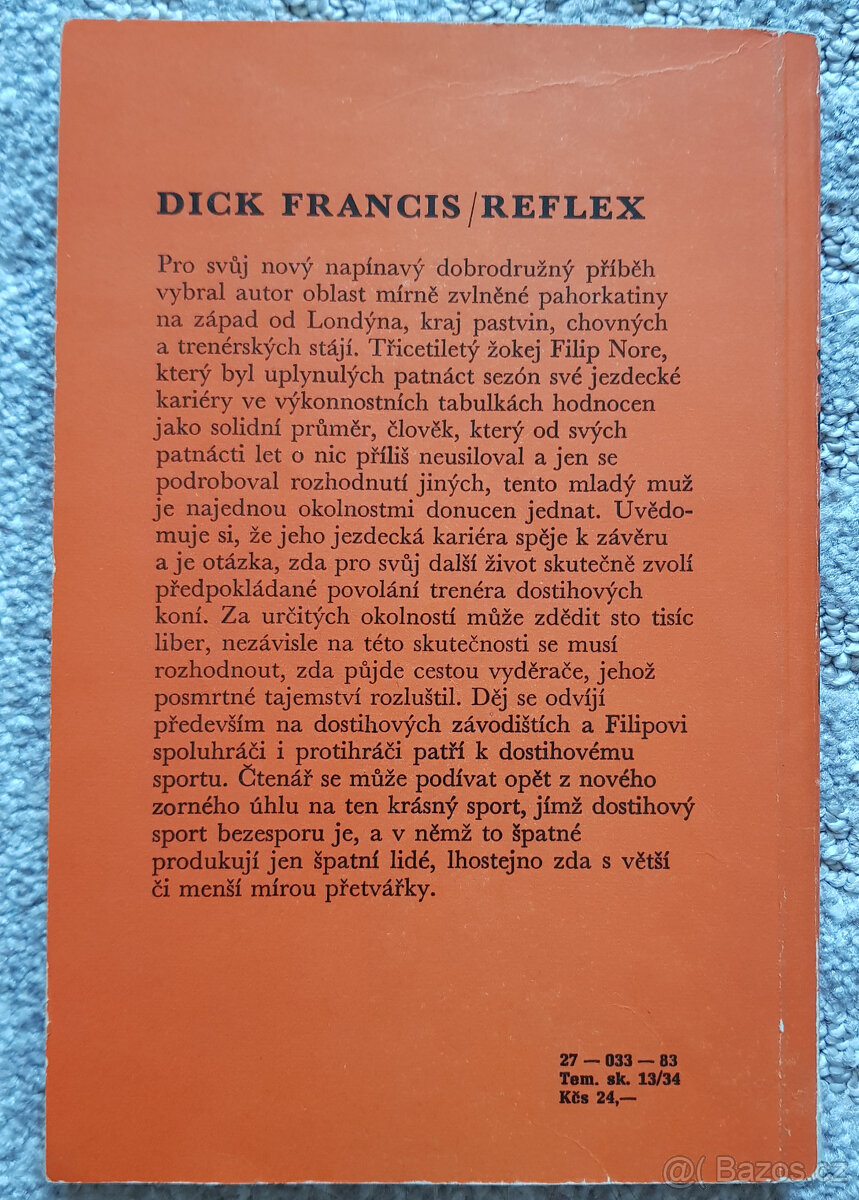 DICK FRANCIS/REFLEX
Pro svůj nový napínavý dobrodružný příběh
vybral autor oblast mírně zvlněné pahorkatiny
na západ od Londýna, kraj pastvin, chovných
a trenérských stájí. Třicetiletý žokej Filip Nore,
který byl uplynulých patnáct sezón své jezdecké
kariéry ve výkonnostních tabulkách hodnocen
jako solidní průměr, člověk, který od svých
patnácti let o nic příliš neusiloval a jen se
podroboval rozhodnutí jiných, tento mladý muž
je najednou okolnostmi donucen jednat. Uvědo-
muje si, že jeho jezdecká kariéra spěje k závěru
a je otázka, zda pro svůj další život skutečně zvolí
předpokládané povolání trenéra dostihových
koní. Za určitých okolností může zdědit sto tisíc
liber, nezávisle na této skutečnosti se musí
rozhodnout, zda půjde cestou vyděrače, jehož
posmrtné tajemství rozluštil. Děj se odvíjí
především na dostihových závodištích a Filipovi
spoluhráči i protihráči patří k dostihovému
sportu. Čtenář se může podívat opět z nového
zorného úhlu na ten krásný sport, jímž dostihový
sport bezesporu je, a v němž to špatné
produkují jen špatní lidé, lhostejno zda s větší
či menší mírou přetvářky.
27 — 033 — 83
Tem. sk. 13/34
Kčs 24,—
@( Bazos.cz